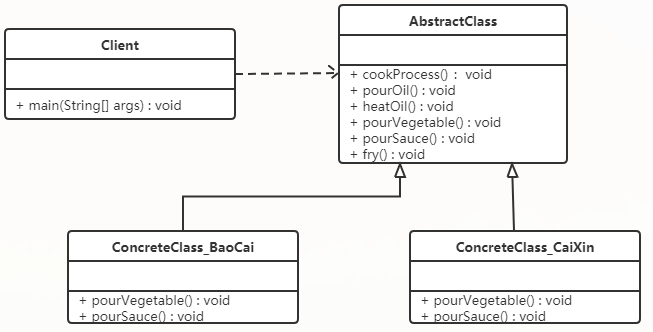 Client
+ main(String[] args) : void
AbstractClass
+ cookProcess() : void
+ pourOil() : void
+ heatOil() : void
+ pourVegetable() : void
+ pourSauce() : void
+ fry() : void
ConcreteClass_BaoCai
+ pourVegetable() : void
+ pourSauce() : void
ConcreteClass_CaiXin
+ pourVegetable() : void
+ pourSauce() : void